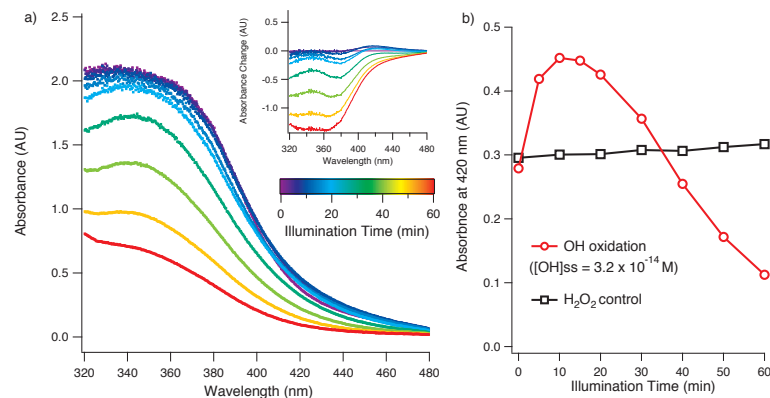 a)
2.5
2.0
1.5
1.0
0.5
0.0
Absorbance (AU)
320 340 360 380 400 420 440 460 480
Wavelength (nm)
0.5
0.0
-0.5
-1.0
Absorbance Change (AU)
320 360 400 440 480
Wavelength (nm)
0 20 40 60
Illumination Time (min)
b)
0.5
0.4
0.3
0.2
0.1
0.0
Absorbnce at 420 nm (AU)
OH oxidation
([OH]ss = 3.2 x 10^-14 M)
H₂O₂ control
0 10 20 30 40 50 60
Illumination Time (min)